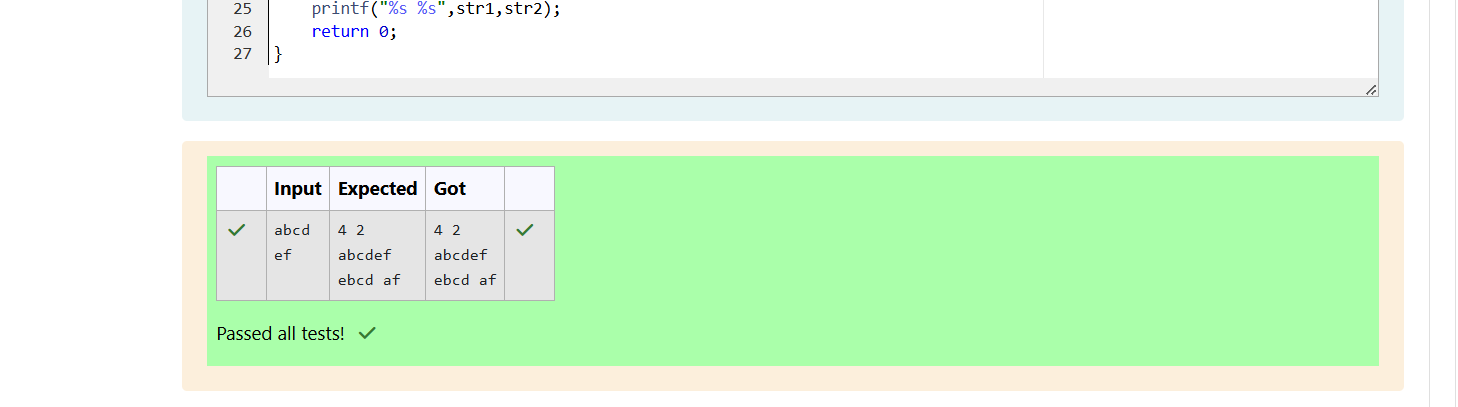 25 printf("%s %s",str1,str2);
26 return 0;
27 }
Input Expected Got
abcd 4 2 4 2
ef abcdef abcdef
ebcd af ebcd af
Passed all tests!